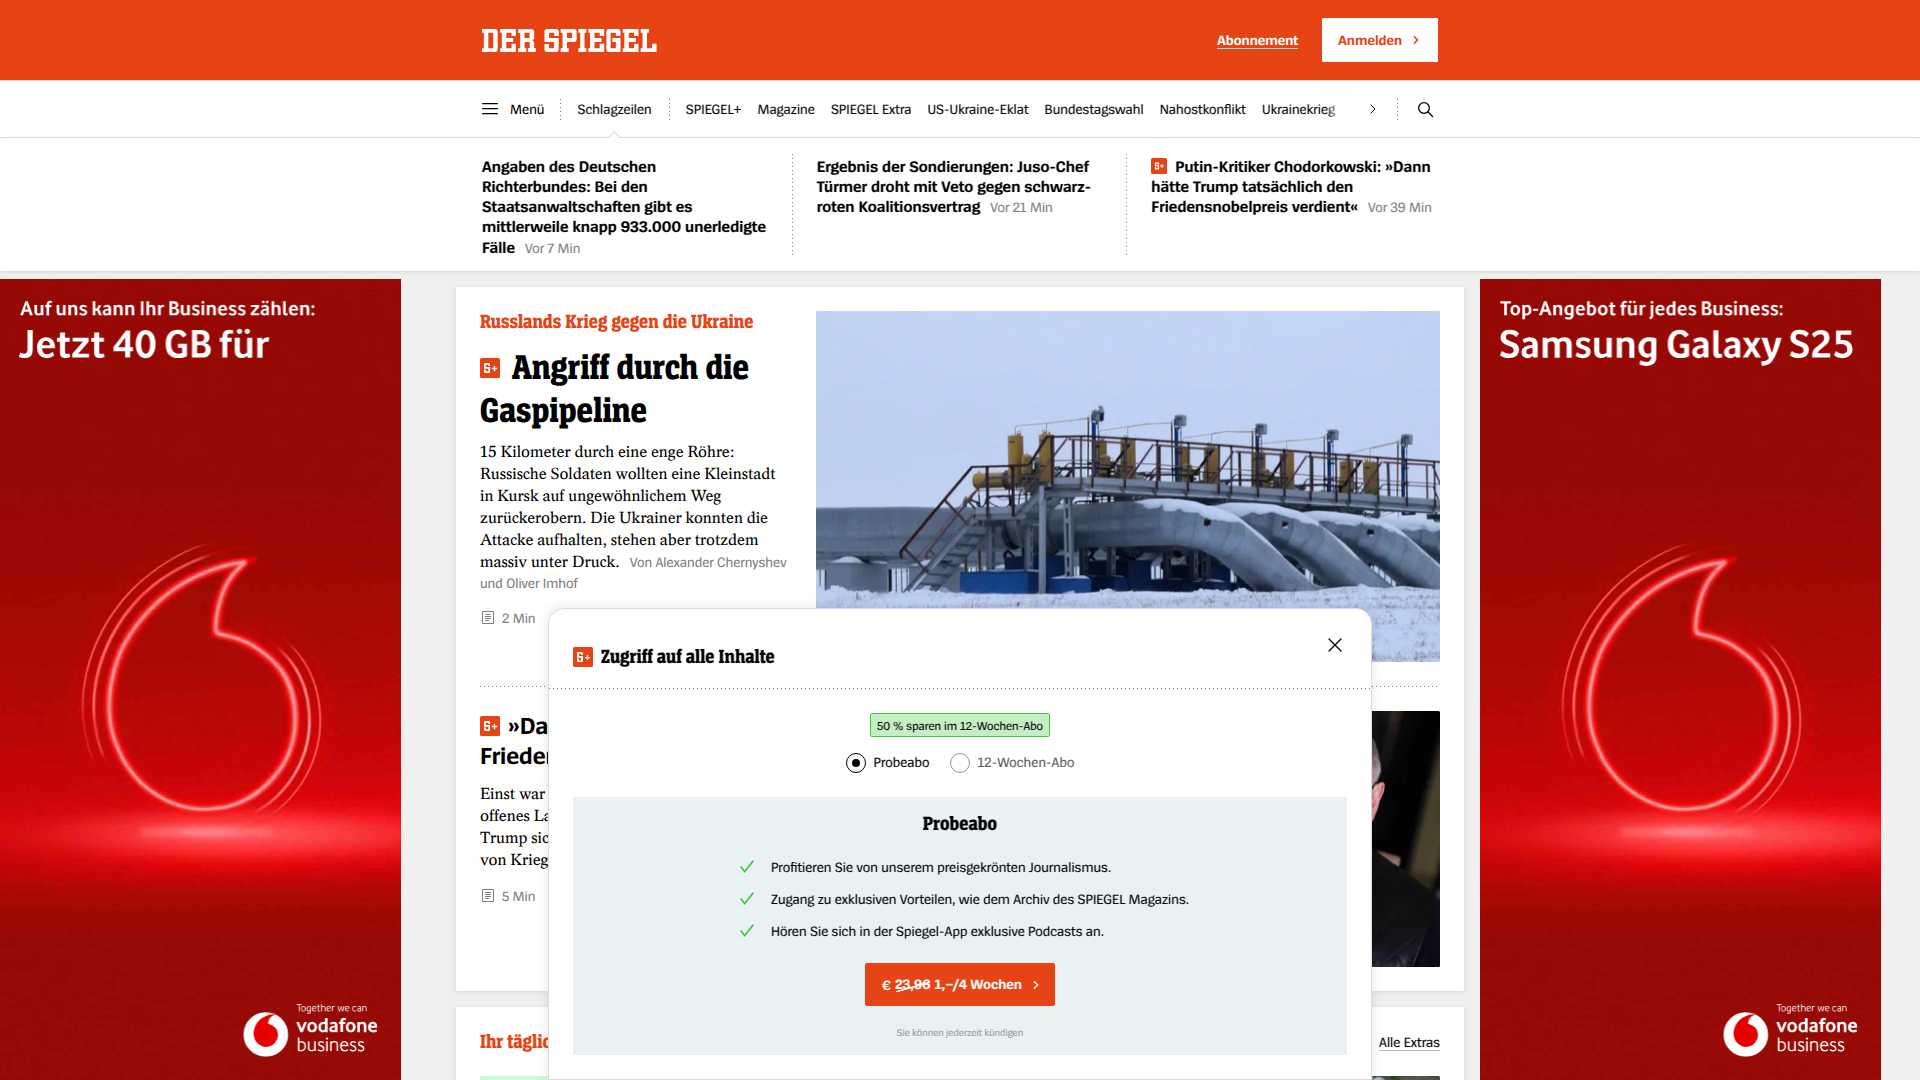 DER SPIEGEL
Abonnement
Anmelden
Menü
Schlagzeilen
SPIEGEL+
Magazine
SPIEGEL Extra
US-Ukraine-Eklat
Bundestagswahl
Nahostkonflikt
Ukrainekrieg
Angaben des Deutschen
Richterbundes: Bei den
Staatsanwaltschaften gibt es
mittlerweile knapp 933.000 unerledigte
Fälle Vor 7 Min
Ergebnis der Sondierungen: Juso-Chef
Türmer droht mit Veto gegen schwarz-
roten Koalitionsvertrag Vor 21 Min
S+ Putin-Kritiker Chodorkowski: »Dann
hätte Trump tatsächlich den
Friedensnobelpreis verdient« Vor 39 Min
Auf uns kann Ihr Business zählen:
Jetzt 40 GB für
Together we can
vodafone
business
Russlands Krieg gegen die Ukraine
S+ Angriff durch die
Gaspipeline
15 Kilometer durch eine enge Röhre:
Russische Soldaten wollten eine Kleinstadt
in Kursk auf ungewöhnlichem Weg
zurückerobern. Die Ukrainer konnten die
Attacke aufhalten, stehen aber trotzdem
massiv unter Druck. Von Alexander Chernyshev
und Oliver Imhof
2 Min
S+ »Da
Friede
Einst war
offenes La
Trump sic
von Krieg
5 Min
Ihr täglic
Alle Extras
S+ Zugriff auf alle Inhalte
50 % sparen im 12-Wochen-Abo
Probeabo
12-Wochen-Abo
Probeabo
Profitieren Sie von unserem preisgekrönten Journalismus.
Zugang zu exklusiven Vorteilen, wie dem Archiv des SPIEGEL Magazins.
Hören Sie sich in der Spiegel-App exklusive Podcasts an.
€ 23,96 1,–/4 Wochen
Sie können jederzeit kündigen
Top-Angebot für jedes Business:
Samsung Galaxy S25
Together we can
vodafone
business